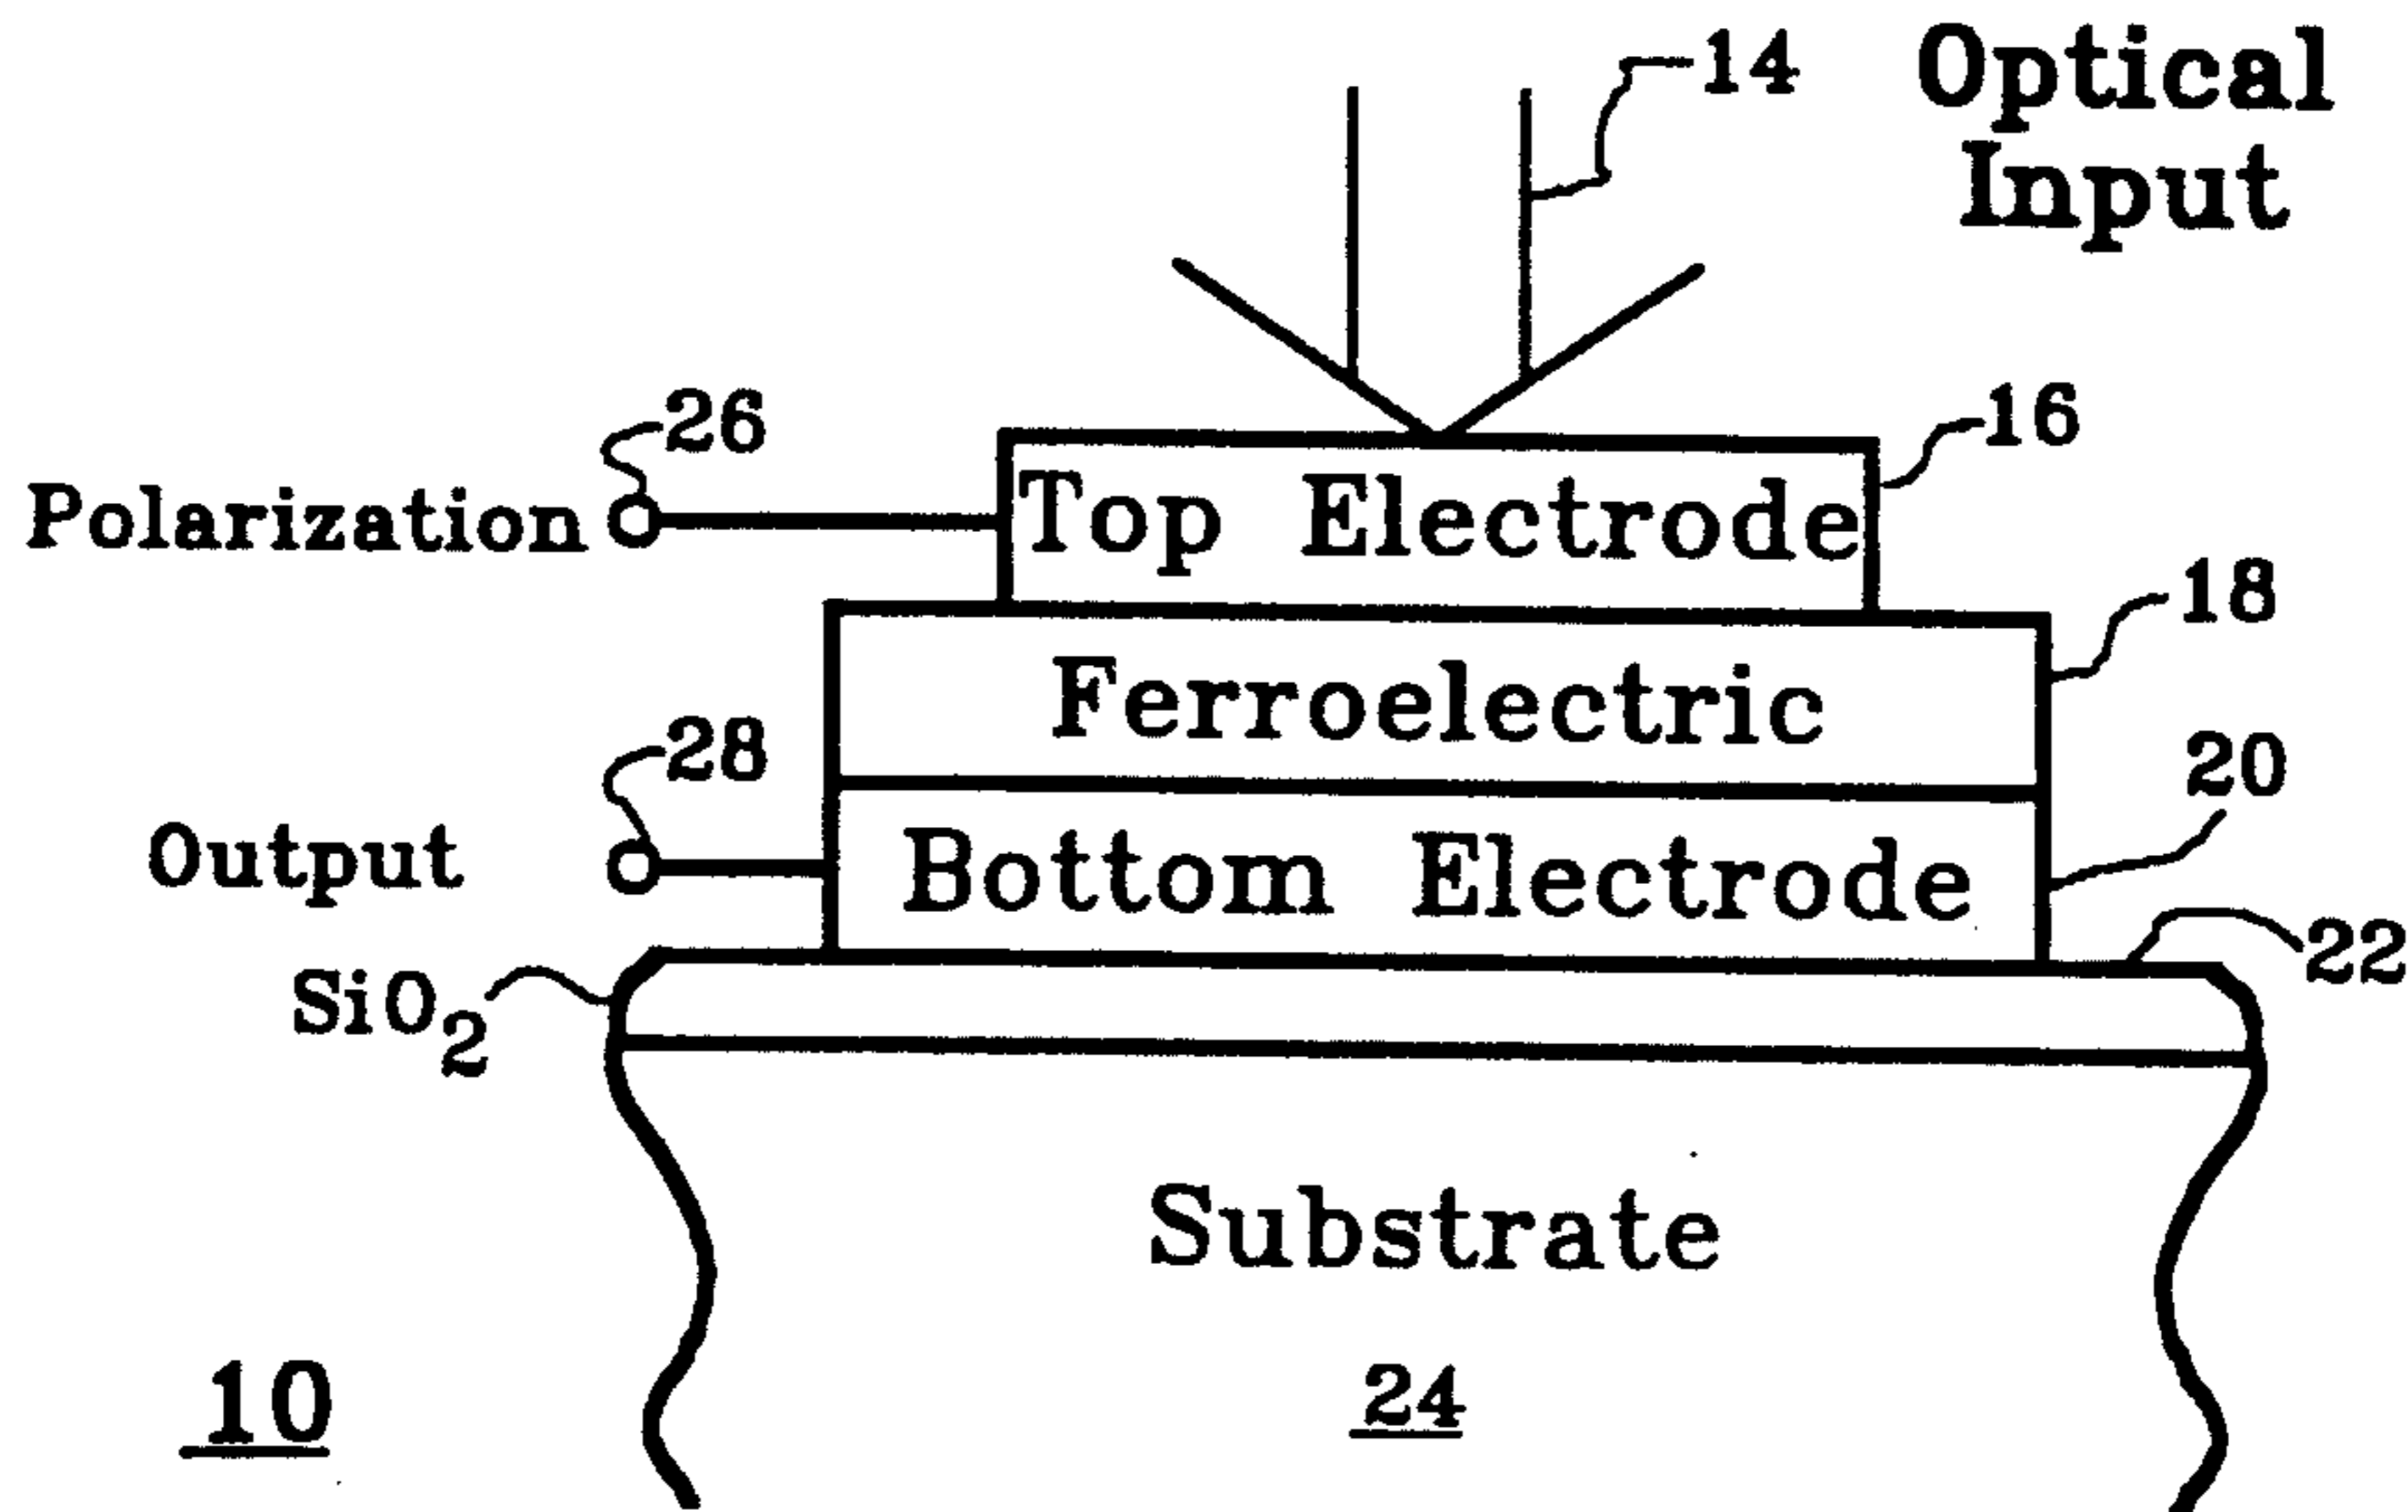 14 Optical
Input
26
16
Polarization
Top Electrode
18
Ferroelectric
28
20
Output
Bottom Electrode
22
SiO2
Substrate
10
24